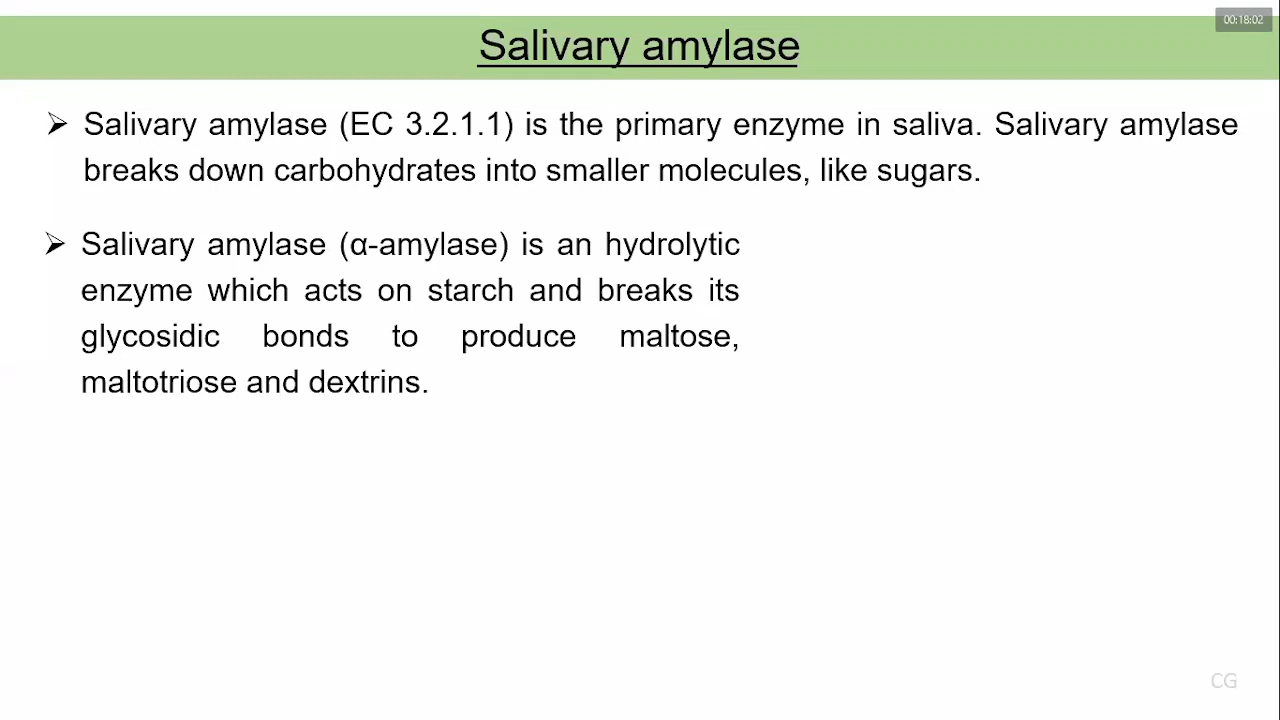 00:18:02
Salivary amylase
➢ Salivary amylase (EC 3.2.1.1) is the primary enzyme in saliva. Salivary amylase
breaks down carbohydrates into smaller molecules, like sugars.
➢ Salivary amylase (α-amylase) is an hydrolytic
enzyme which acts on starch and breaks its
glycosidic bonds to produce maltose,
maltotriose and dextrins.
CG